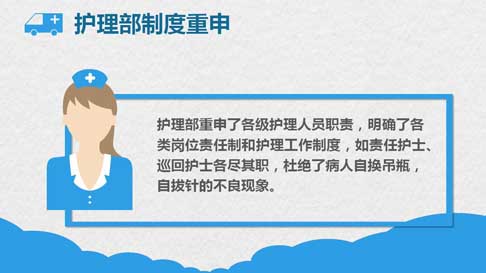 护理部制度重申
护理部重申了各级护理人员职责，明确了各
类岗位责任制和护理工作制度，如责任护士、
巡回护士各尽其职，杜绝了病人自换吊瓶，
自拔针的不良现象。